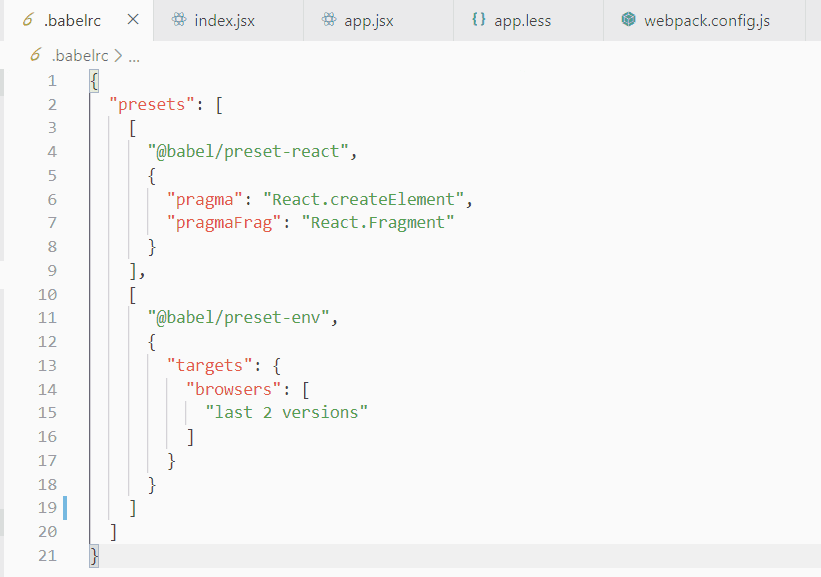 .babelrc index.jsx app.jsx {} app.less webpack.config.js
.babelrc > ...
1 {
2 "presets": [
3 [
4 "@babel/preset-react",
5 {
6 "pragma": "React.createElement",
7 "pragmaFrag": "React.Fragment"
8 }
9 ],
10 [
11 "@babel/preset-env",
12 {
13 "targets": {
14 "browsers": [
15 "last 2 versions"
16 ]
17 }
18 }
19 ]
20 ]
21 }